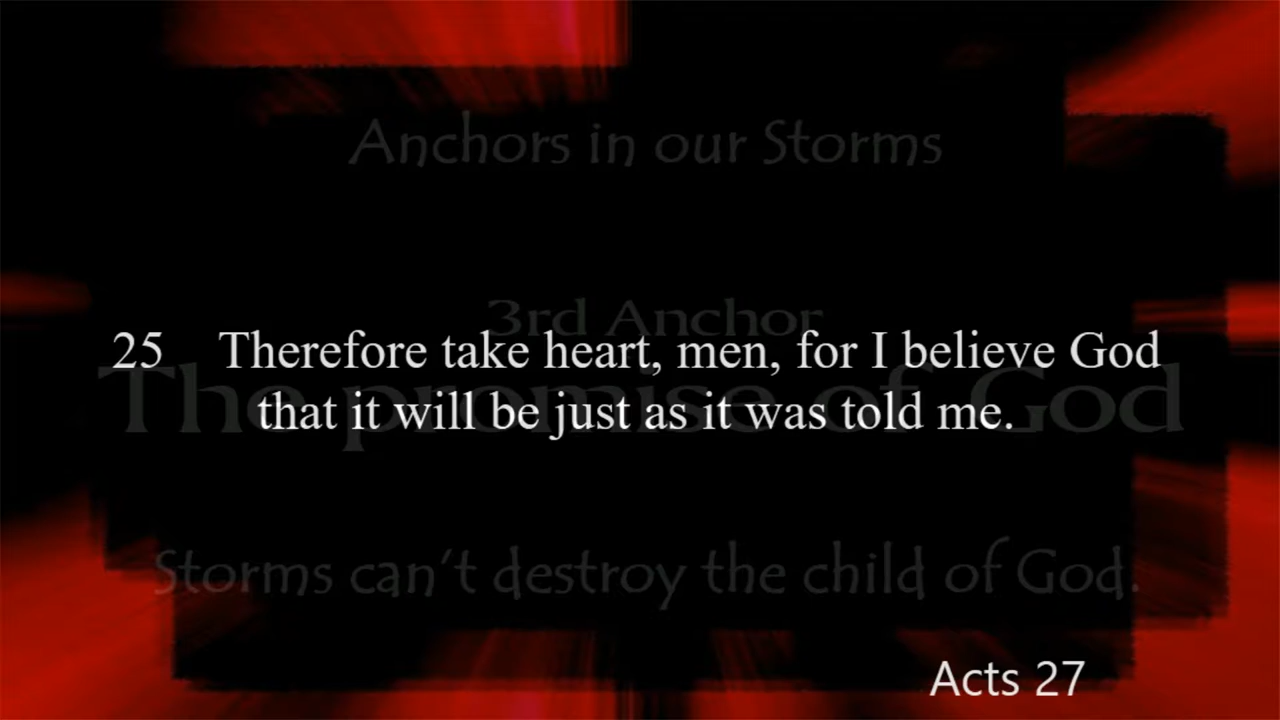 Anchors in our Storms
3rd Anchor
25 Therefore take heart, men, for I believe God
The promise of God
that it will be just as it was told me.
Storms can't destroy the child of God.
Acts 27